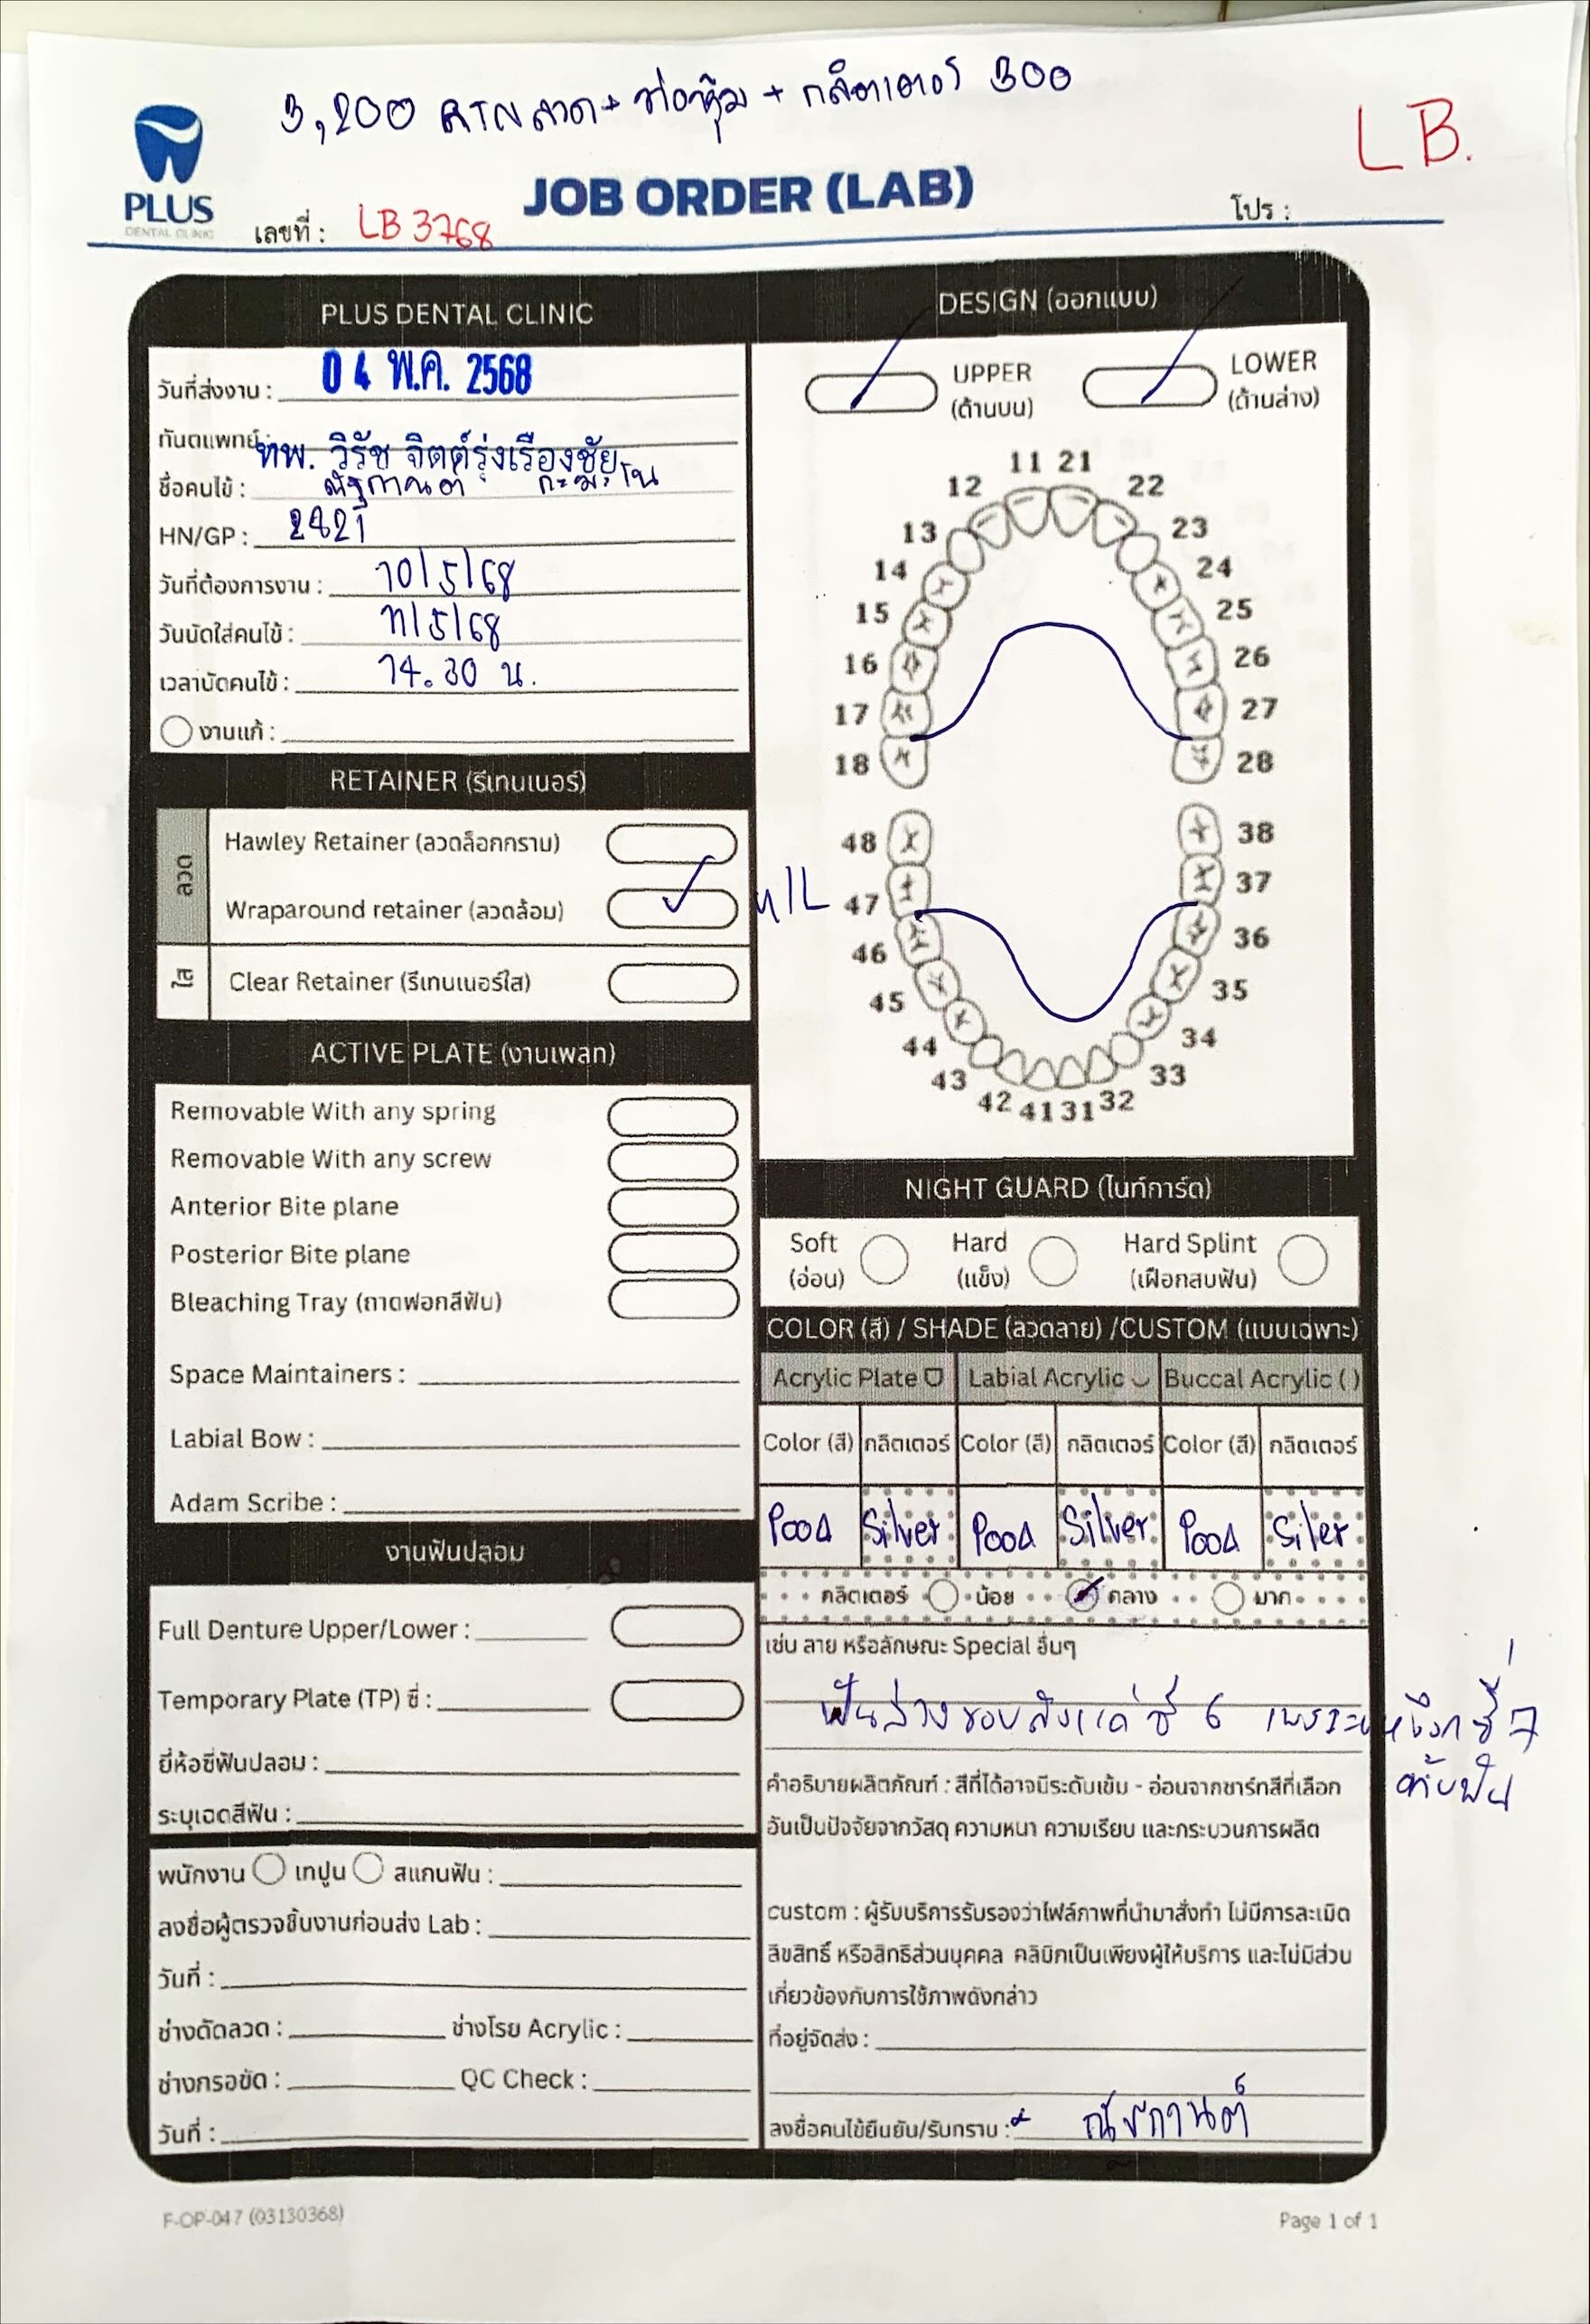 3,200 RTN ลวด + ท่อหุ้ม + กลิตเตอร์ 300
LB.
PLUS
DENTAL CLINIC
JOB ORDER (LAB)
เลขที่ : LB 3768
โปร :
PLUS DENTAL CLINIC
วันที่ส่งงาน : 04 พ.ค. 2568
ทันตแพทย์ : ทพ. วิรัช จิตต์รุ่งเรืองชัย
ชื่อคนไข้ : ณัฐกานต์
HN/GP : 2821
วันที่ต้องการงาน : 10/5/68
วันนัดใส่คนไข้ : 11/5/68
เวลานัดคนไข้ : 14.30 น.
งานแก้ :
RETAINER (รีเทนเนอร์)
ลวด
Hawley Retainer (ลวดล็อกกราม)
Wraparound retainer (ลวดล้อม) U/L
ใส
Clear Retainer (รีเทนเนอร์ใส)
ACTIVE PLATE (งานเพลท)
Removable With any spring
Removable With any screw
Anterior Bite plane
Posterior Bite plane
Bleaching Tray (ถาดฟอกสีฟัน)
Space Maintainers :
Labial Bow :
Adam Scribe :
งานฟันปลอม
Full Denture Upper/Lower :
Temporary Plate (TP) ซี่ :
ยี่ห้อซี่ฟันปลอม :
ระบุเฉดสีฟัน :
พนักงาน เทปูน สแกนฟัน :
ลงชื่อผู้ตรวจชิ้นงานก่อนส่ง Lab :
วันที่ :
ช่างดัดลวด : ช่างโรย Acrylic :
ช่างกรอขัด : QC Check :
วันที่ :
DESIGN (ออกแบบ)
UPPER (ด้านบน)
LOWER (ด้านล่าง)
11 21
12 22
13 23
14 24
15 25
16 26
17 27
18 28
48 38
47 37
46 36
45 35
44 34
43 33
42 41 31 32
NIGHT GUARD (ไนท์การ์ด)
Soft (อ่อน)
Hard (แข็ง)
Hard Splint (เฝือกสบฟัน)
COLOR (สี) / SHADE (ลวดลาย) /CUSTOM (แบบเฉพาะ)
Acrylic Plate Labial Acrylic Buccal Acrylic ( )
Color (สี) กลิตเตอร์ Color (สี) กลิตเตอร์ Color (สี) กลิตเตอร์
P004 Silver P004 Silver P004 Siler
กลิตเตอร์ น้อย กลาง มาก
เช่น ลาย หรือลักษณะ Special อื่นๆ
ฟันล่างขอบสั่งแค่ซี่ 6 เพราะเหงือกซี่ 7
ทับฟัน
คำอธิบายผลิตภัณฑ์ : สีที่ได้อาจมีระดับเข้ม - อ่อนจากชาร์ทสีที่เลือก
อันเป็นปัจจัยจากวัสดุ ความหนา ความเรียบ และกระบวนการผลิต
custom : ผู้รับบริการรับรองว่าไฟล์ภาพที่นำมาสั่งทำ ไม่มีการละเมิด
ลิขสิทธิ์ หรือสิทธิส่วนบุคคล คลินิกเป็นเพียงผู้ให้บริการ และไม่มีส่วน
เกี่ยวข้องกับการใช้ภาพดังกล่าว
ที่อยู่จัดส่ง :
ลงชื่อคนไข้ยืนยัน/รับทราบ : ณัฐกานต์
F-OP-047 (03130368)
Page 1 of 1